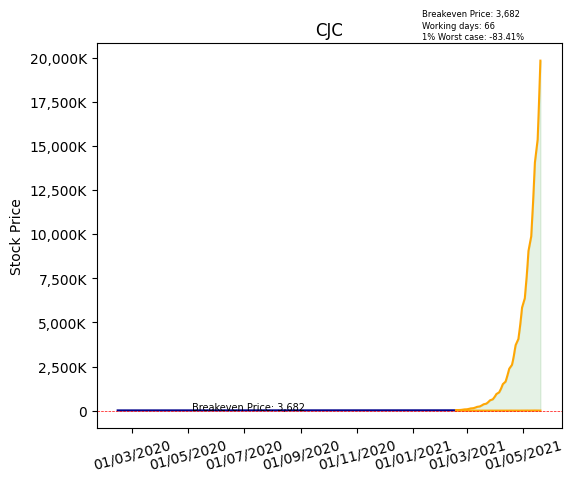 Breakeven Price: 3,682
Working days: 66
1% Worst case: -83.41%
CJC
20,000K
17,500K
15,000K
12,500K
10,000K
7,500K
5,000K
2,500K
0
Stock Price
Breakeven Price: 3,682
01/03/2020
01/05/2020
01/07/2020
01/09/2020
01/11/2020
01/01/2021
01/03/2021
01/05/2021